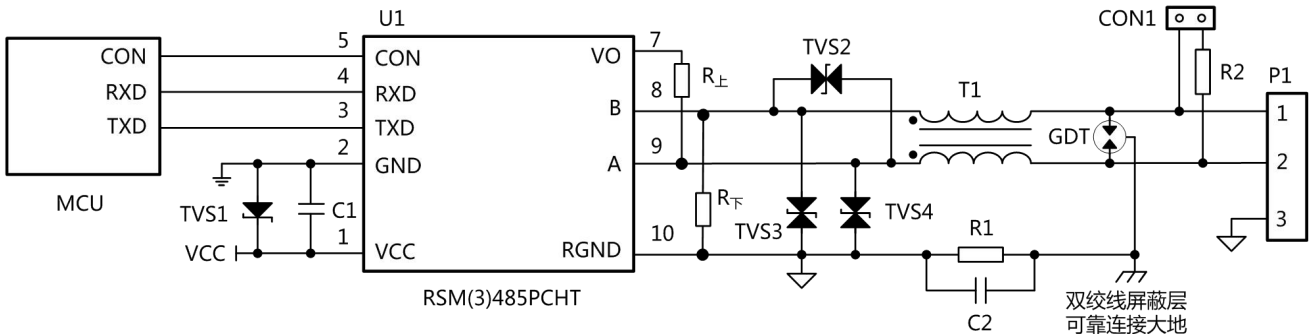 U1
CON1
MCU
CON
RXD
TXD
5
4
3
2
1
CON
RXD
TXD
GND
VCC
VO
B
A
RGND
7
8
9
10
RSM(3)485PCHT
TVS1
C1
VCC
R上
R下
TVS2
TVS3
TVS4
T1
GDT
R1
C2
R2
P1
1
2
3
双绞线屏蔽层
可靠连接大地